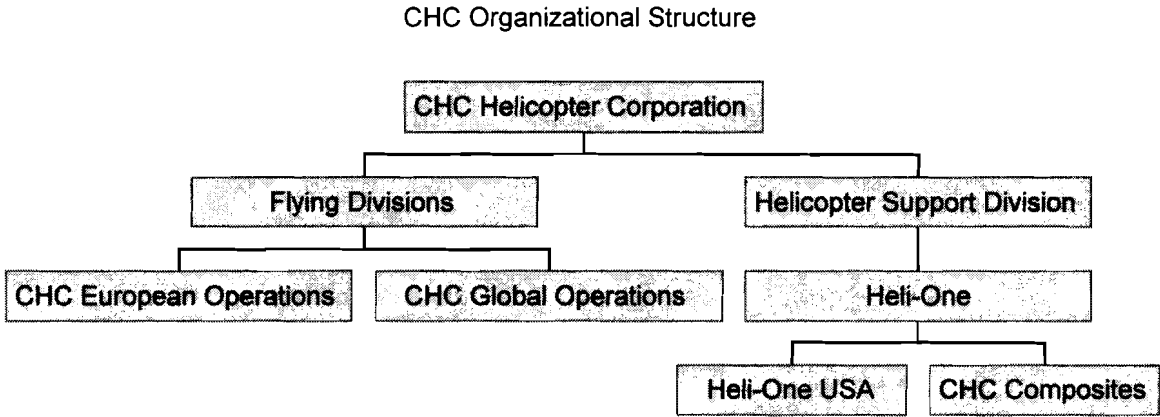 CHC Organizational Structure
CHC Helicopter Corporation
Flying Divisions
Helicopter Support Division
CHC European Operations
CHC Global Operations
Heli-One
Heli-One USA
CHC Composites